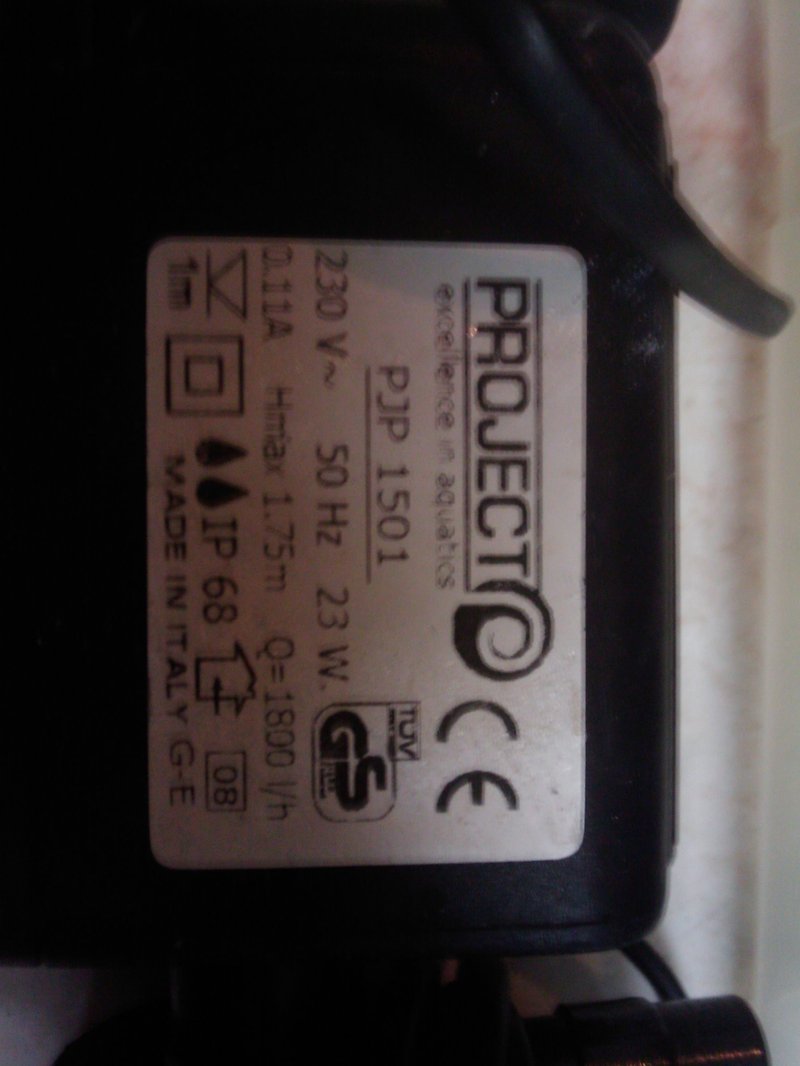 PROJECT
excellence in aquatics
CE
PJP 1501
TÜV
GS
230 V~ 50 Hz 23 W.
0.11A Hmax 1.75m Q=1800 l/h
1m
IP 68
08
MADE IN ITALY G-E